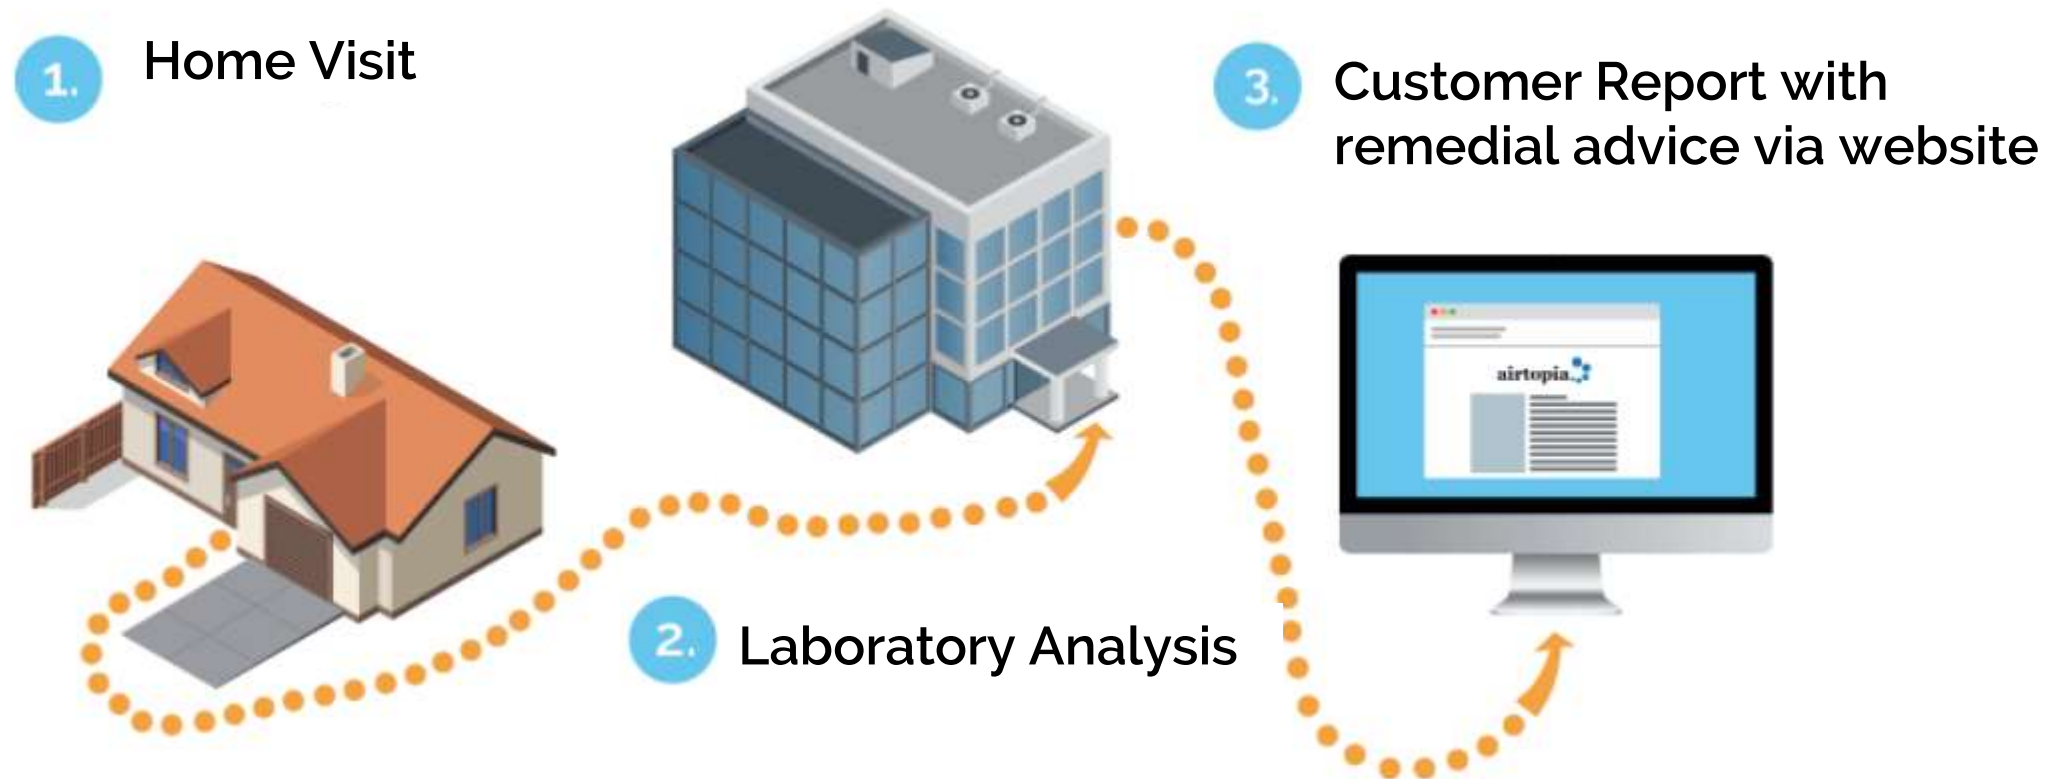 1.
Home Visit
2.
Laboratory Analysis
3.
Customer Report with
remedial advice via website
airtopia